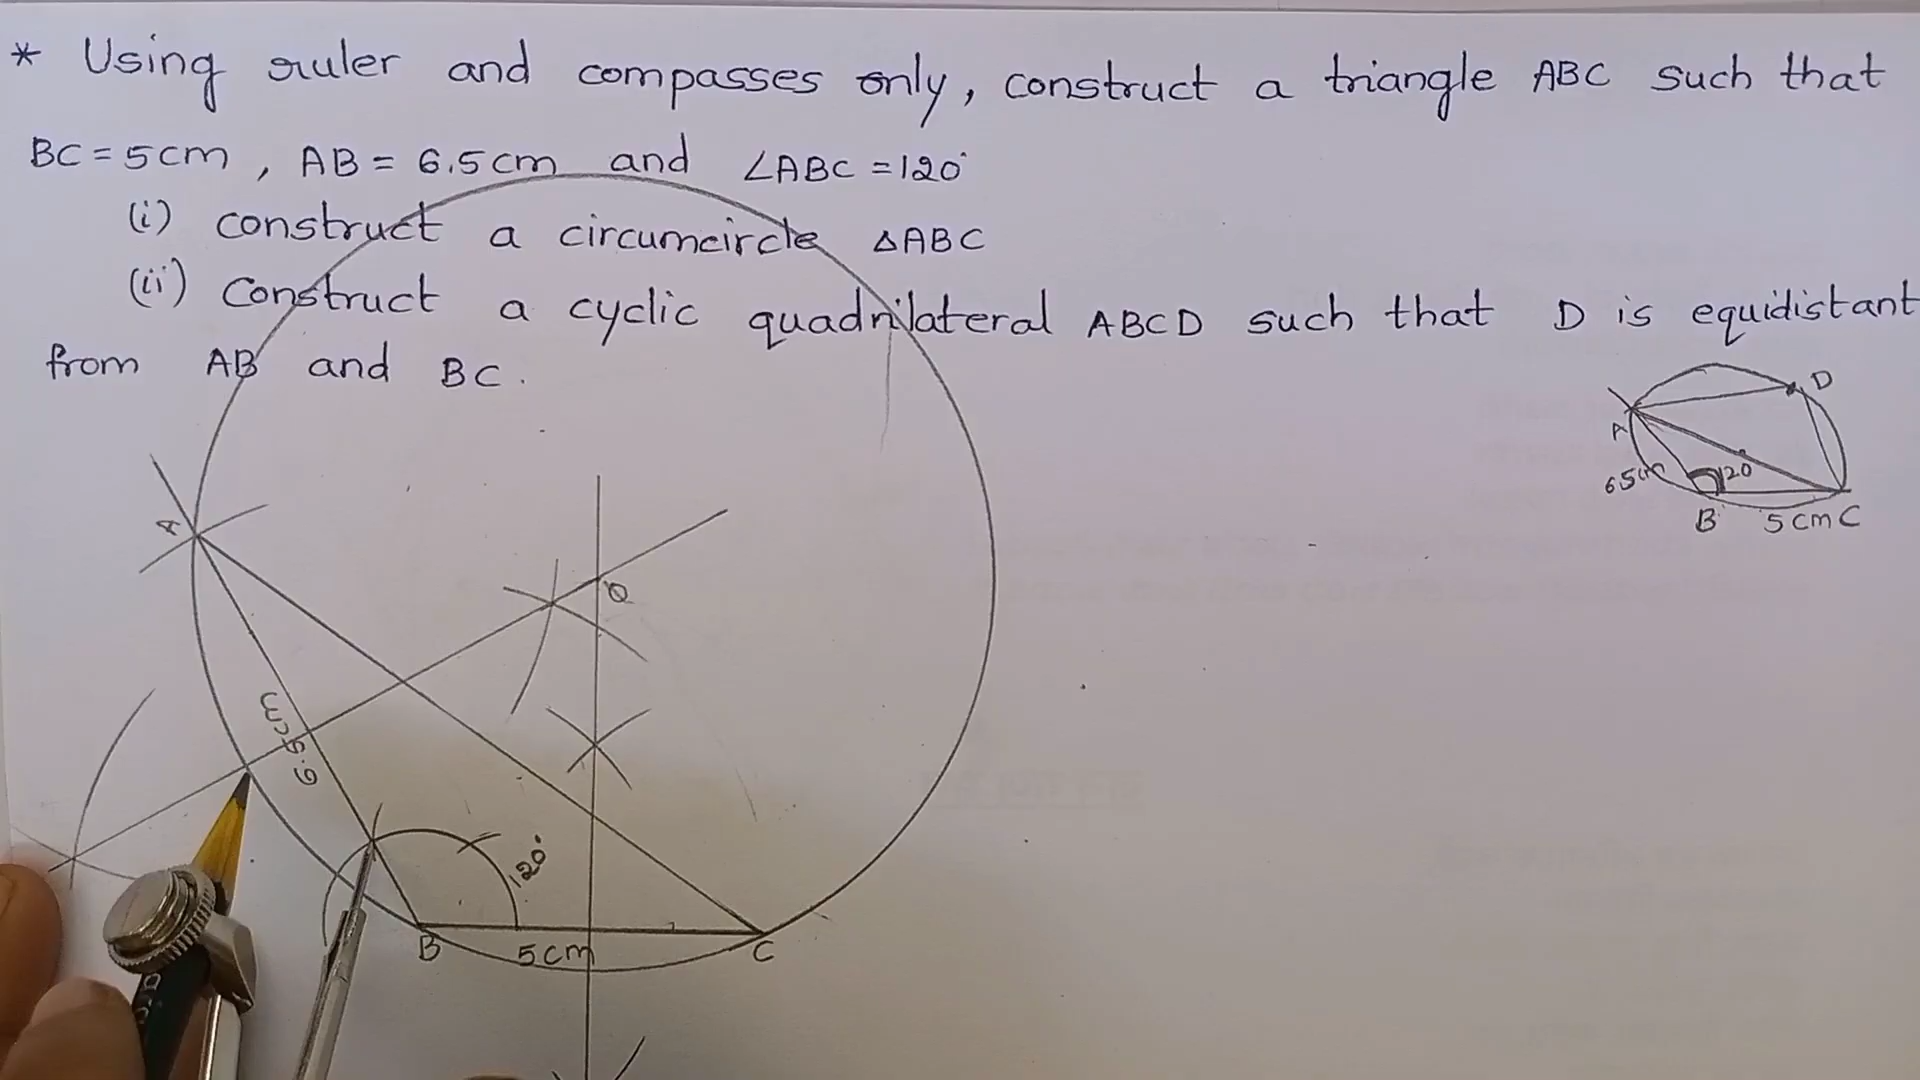 * Using ruler and compasses only, construct a triangle ABC such that
BC = 5cm, AB = 6.5cm and ∠ABC = 120°
(i) construct a circumcircle △ABC
(ii) construct a cyclic quadrilateral ABCD such that D is equidistant
from AB and BC.
D
A
6.5cm
120
B 5cm C
A
O
6.5cm
120°
B 5cm C